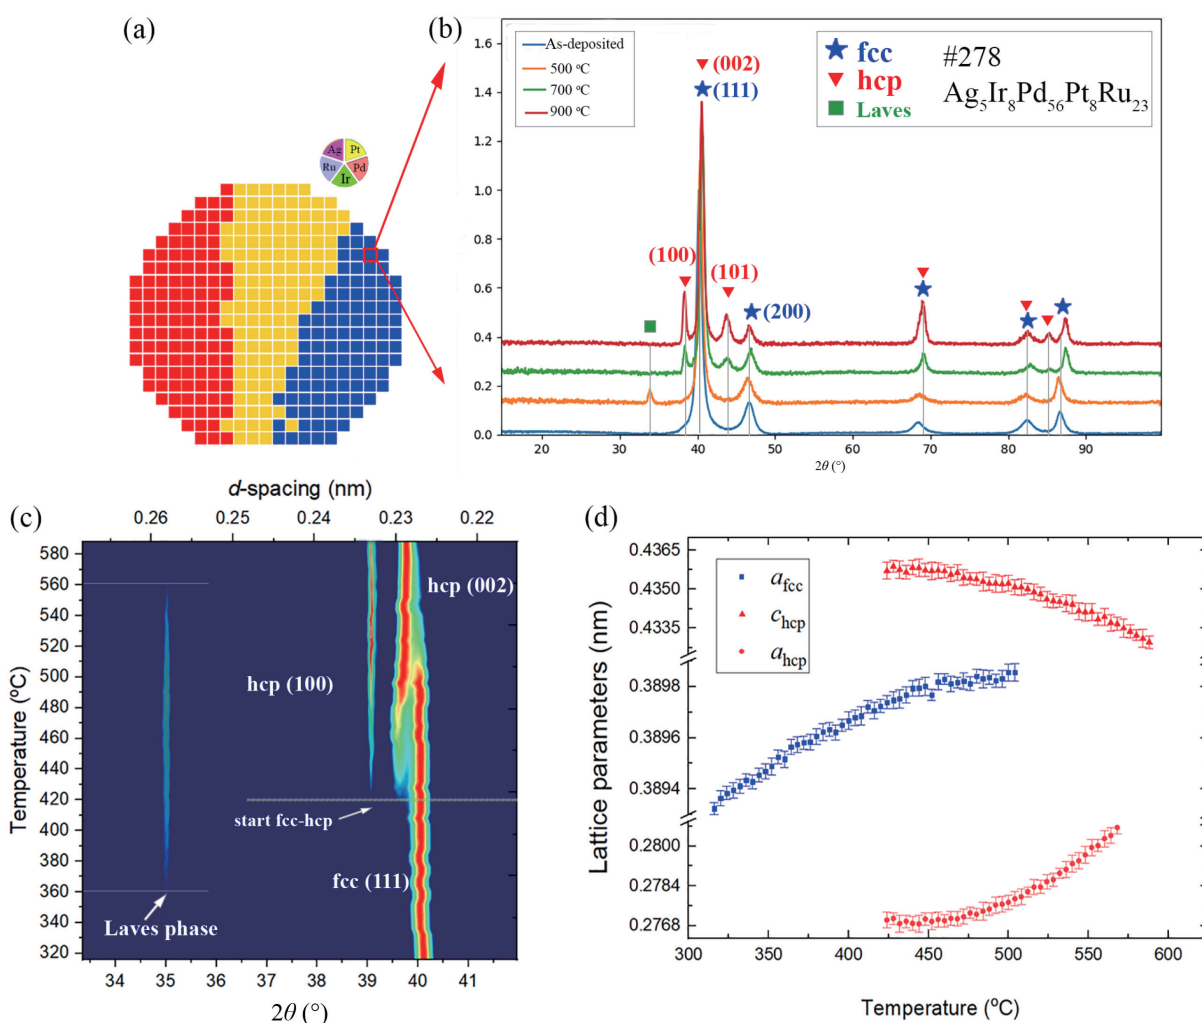 (a)
Ag
Pt
Ru
Pd
Ir
(b)
As-deposited
500 °C
700 °C
900 °C
fcc
hcp
Laves
#278
Ag5Ir8Pd56Pt8Ru23
(002)
(111)
(100)
(101)
(200)
1.6
1.4
1.2
1.0
0.8
0.6
0.4
0.2
0.0
20
30
40
50
60
70
80
90
2θ (°)
(c)
d-spacing (nm)
0.26
0.25
0.24
0.23
0.22
Temperature (ºC)
580
560
540
520
500
480
460
440
420
400
380
360
340
320
hcp (002)
hcp (100)
start fcc-hcp
fcc (111)
Laves phase
34
35
36
37
38
39
40
41
2θ (°)
(d)
Lattice parameters (nm)
0.4365
0.4350
0.4335
0.3898
0.3896
0.3894
0.2800
0.2784
0.2768
afcc
chcp
ahcp
300
350
400
450
500
550
600
Temperature (ºC)